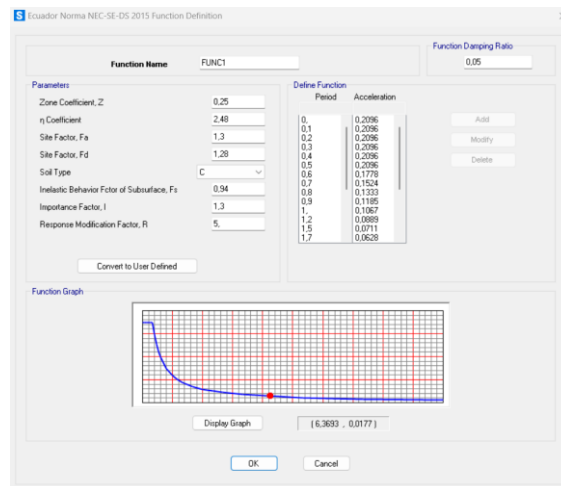 S Ecuador Norma NEC-SE-DS 2015 Function Definition
Function Name FUNC1
Function Damping Ratio
0,05
Parameters
Zone Coefficient, Z 0,25
η Coefficient 2,48
Site Factor, Fa 1,3
Site Factor, Fd 1,28
Soil Type C
Inelastic Behavior Fctor of Subsurface, Fs 0,94
Importance Factor, I 1,3
Response Modification Factor, R 5,
Convert to User Defined
Define Function
Period Acceleration
0, 0,2096
0,1 0,2096
0,2 0,2096
0,3 0,2096
0,4 0,2096
0,5 0,2096
0,6 0,1778
0,7 0,1524
0,8 0,1333
0,9 0,1185
1, 0,1067
1,2 0,0889
1,5 0,0711
1,7 0,0628
Add
Modify
Delete
Function Graph
Display Graph (6,3693 , 0,0177)
OK Cancel